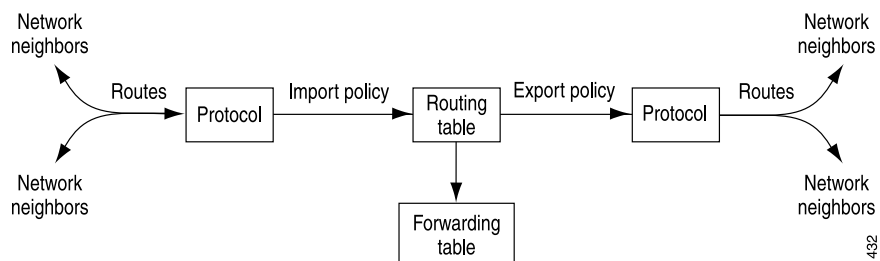 Network
neighbors
Network
neighbors
Routes
Protocol
Import policy
Routing
table
Export policy
Protocol
Routes
Network
neighbors
Network
neighbors
Forwarding
table
432